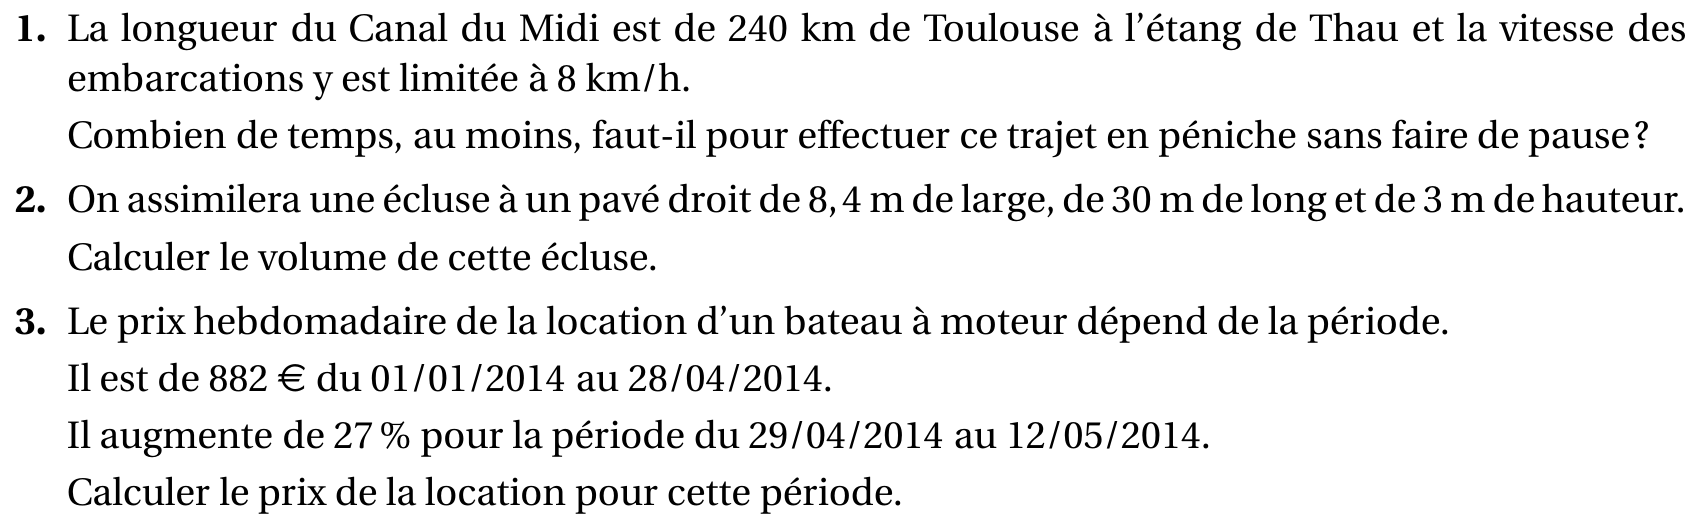 1. La longueur du Canal du Midi est de 240 km de Toulouse à l'étang de Thau et la vitesse des
embarcations y est limitée à 8 km/h.
Combien de temps, au moins, faut-il pour effectuer ce trajet en péniche sans faire de pause?
2. On assimilera une écluse à un pavé droit de 8,4 m de large, de 30 m de long et de 3 m de hauteur.
Calculer le volume de cette écluse.
3. Le prix hebdomadaire de la location d'un bateau à moteur dépend de la période.
Il est de 882 € du 01/01/2014 au 28/04/2014.
Il augmente de 27 % pour la période du 29/04/2014 au 12/05/2014.
Calculer le prix de la location pour cette période.